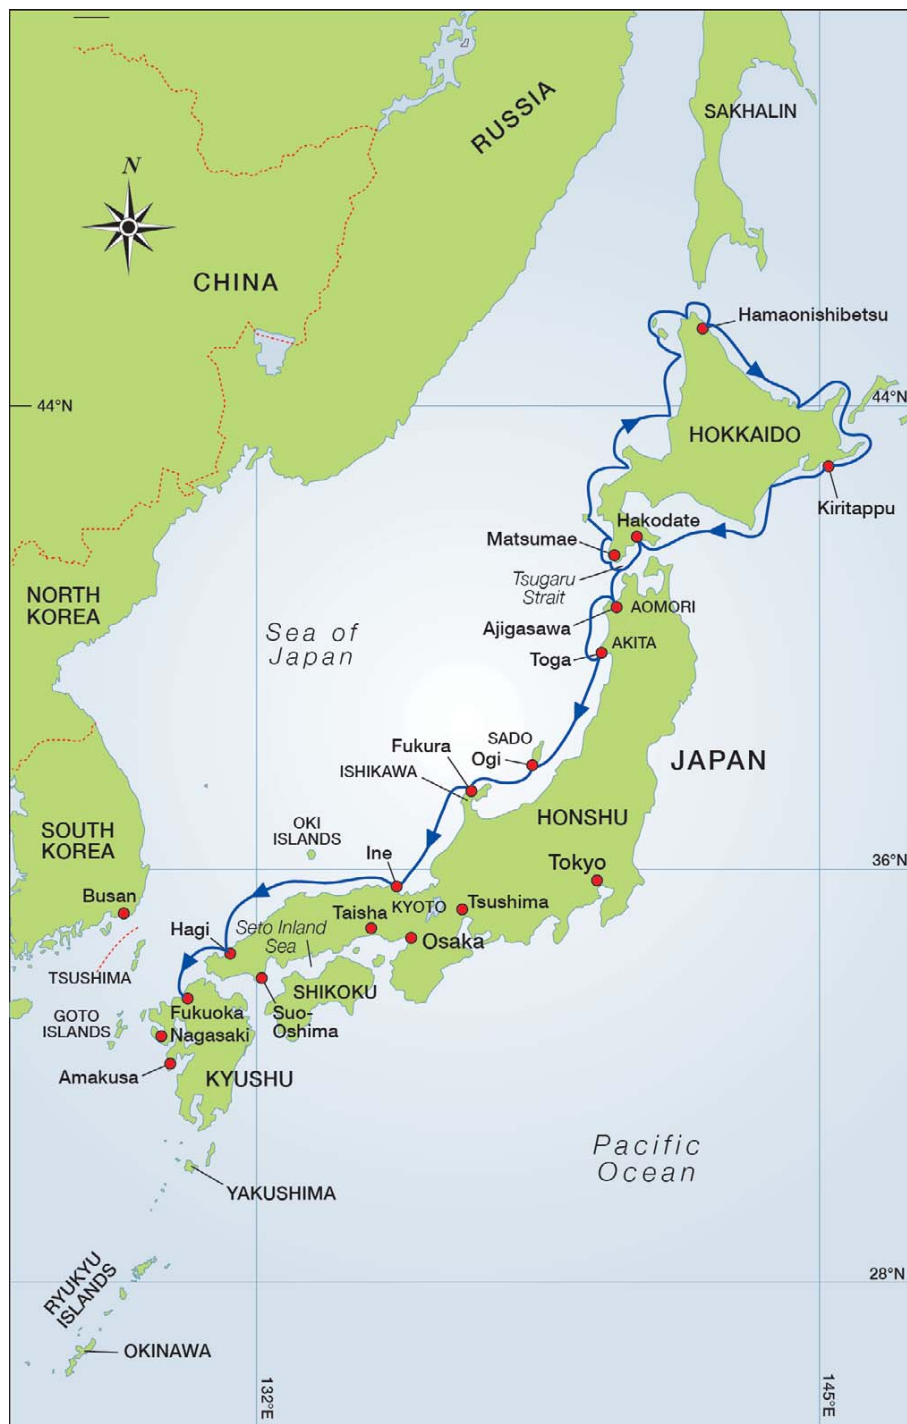 RUSSIA
SAKHALIN
N
CHINA
Hamaonishibetsu
44°N
44°N
HOKKAIDO
Kiritappu
Hakodate
Matsumae
Tsugaru
Strait
NORTH
KOREA
AOMORI
Ajigasawa
Sea of
Japan
AKITA
Toga
SADO
Fukura
Ogi
ISHIKAWA
JAPAN
HONSHU
SOUTH
KOREA
OKI
ISLANDS
Ine
Tokyo
36°N
Busan
KYOTO
Tsushima
Taisha
Seto Inland
Sea
Hagi
Osaka
TSUSHIMA
SHIKOKU
GOTO
ISLANDS
Fukuoka
Suo-
Oshima
Nagasaki
Amakusa
KYUSHU
Pacific
Ocean
YAKUSHIMA
RYUKYU
ISLANDS
28°N
OKINAWA
132°E
145°E